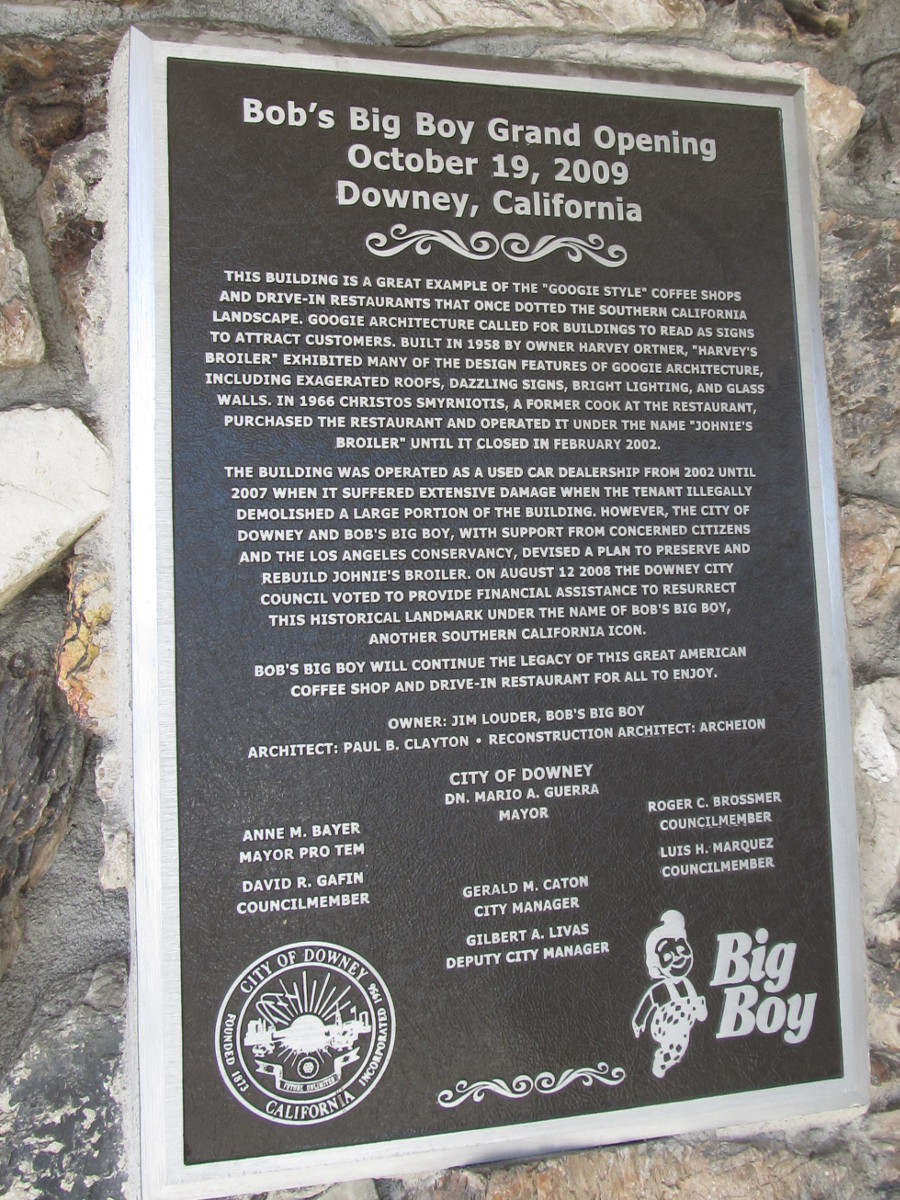 Bob's Big Boy Grand Opening
October 19, 2009
Downey, California
THIS BUILDING IS A GREAT EXAMPLE OF THE "GOOGIE STYLE" COFFEE SHOPS
AND DRIVE-IN RESTAURANTS THAT ONCE DOTTED THE SOUTHERN CALIFORNIA
LANDSCAPE. GOOGIE ARCHITECTURE CALLED FOR BUILDINGS TO READ AS SIGNS
TO ATTRACT CUSTOMERS. BUILT IN 1958 BY OWNER HARVEY ORTNER, "HARVEY'S
BROILER" EXHIBITED MANY OF THE DESIGN FEATURES OF GOOGIE ARCHITECTURE,
INCLUDING EXAGERATED ROOFS, DAZZLING SIGNS, BRIGHT LIGHTING, AND GLASS
WALLS. IN 1966 CHRISTOS SMYRNIOTIS, A FORMER COOK AT THE RESTAURANT,
PURCHASED THE RESTAURANT AND OPERATED IT UNDER THE NAME "JOHNIE'S
BROILER" UNTIL IT CLOSED IN FEBRUARY 2002.
THE BUILDING WAS OPERATED AS A USED CAR DEALERSHIP FROM 2002 UNTIL
2007 WHEN IT SUFFERED EXTENSIVE DAMAGE WHEN THE TENANT ILLEGALLY
DEMOLISHED A LARGE PORTION OF THE BUILDING. HOWEVER, THE CITY OF
DOWNEY AND BOB'S BIG BOY, WITH SUPPORT FROM CONCERNED CITIZENS
AND THE LOS ANGELES CONSERVANCY, DEVISED A PLAN TO PRESERVE AND
REBUILD JOHNIE'S BROILER. ON AUGUST 12 2008 THE DOWNEY CITY
COUNCIL VOTED TO PROVIDE FINANCIAL ASSISTANCE TO RESURRECT
THIS HISTORICAL LANDMARK UNDER THE NAME OF BOB'S BIG BOY,
ANOTHER SOUTHERN CALIFORNIA ICON.
BOB'S BIG BOY WILL CONTINUE THE LEGACY OF THIS GREAT AMERICAN
COFFEE SHOP AND DRIVE-IN RESTAURANT FOR ALL TO ENJOY.
OWNER: JIM LOUDER, BOB'S BIG BOY
ARCHITECT: PAUL B. CLAYTON • RECONSTRUCTION ARCHITECT: ARCHEION
CITY OF DOWNEY
DN. MARIO A. GUERRA
MAYOR
ANNE M. BAYER
MAYOR PRO TEM
DAVID R. GAFIN
COUNCILMEMBER
ROGER C. BROSSMER
COUNCILMEMBER
LUIS H. MARQUEZ
COUNCILMEMBER
GERALD M. CATON
CITY MANAGER
GILBERT A. LIVAS
DEPUTY CITY MANAGER
CITY OF DOWNEY
FOUNDED 1873
INCORPORATED 1956
FUTURE UNLIMITED
CALIFORNIA
Big
Boy